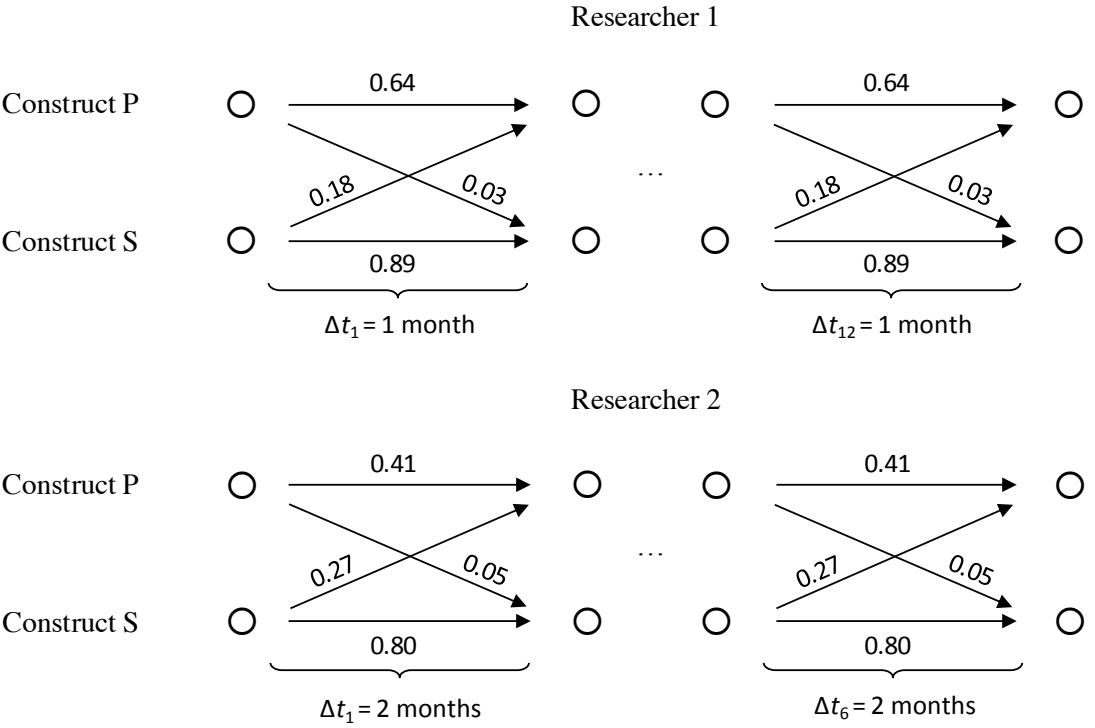 Researcher 1
0.64 0.64
Construct P
0.18 0.03 … 0.18 0.03
Construct S
0.89 0.89
Δt₁ = 1 month Δt₁₂ = 1 month
Researcher 2
0.41 0.41
Construct P
0.27 0.05 … 0.27 0.05
Construct S
0.80 0.80
Δt₁ = 2 months Δt₆ = 2 months